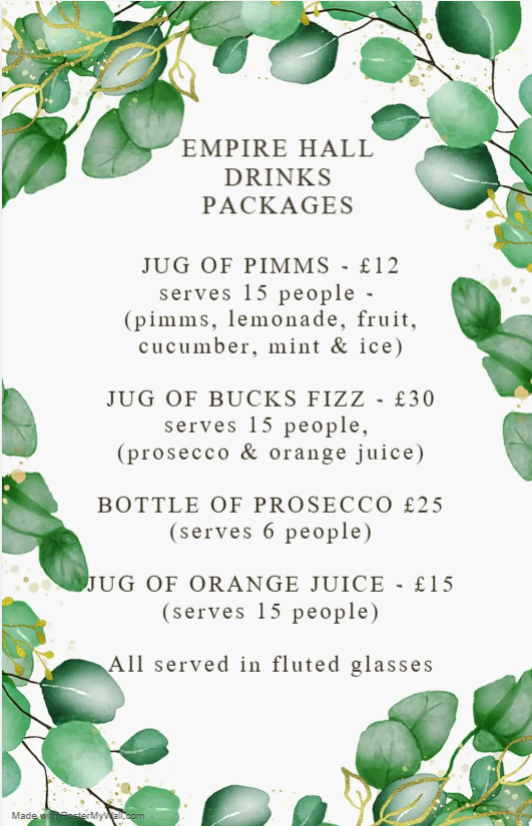 EMPIRE HALL
DRINKS
PACKAGES
JUG OF PIMMS - £12
serves 15 people -
(pimms, lemonade, fruit,
cucumber, mint & ice)
JUG OF BUCKS FIZZ - £30
serves 15 people,
(prosecco & orange juice)
BOTTLE OF PROSECCO £25
(serves 6 people)
JUG OF ORANGE JUICE - £15
(serves 15 people)
All served in fluted glasses
Made with PosterMyWall.com